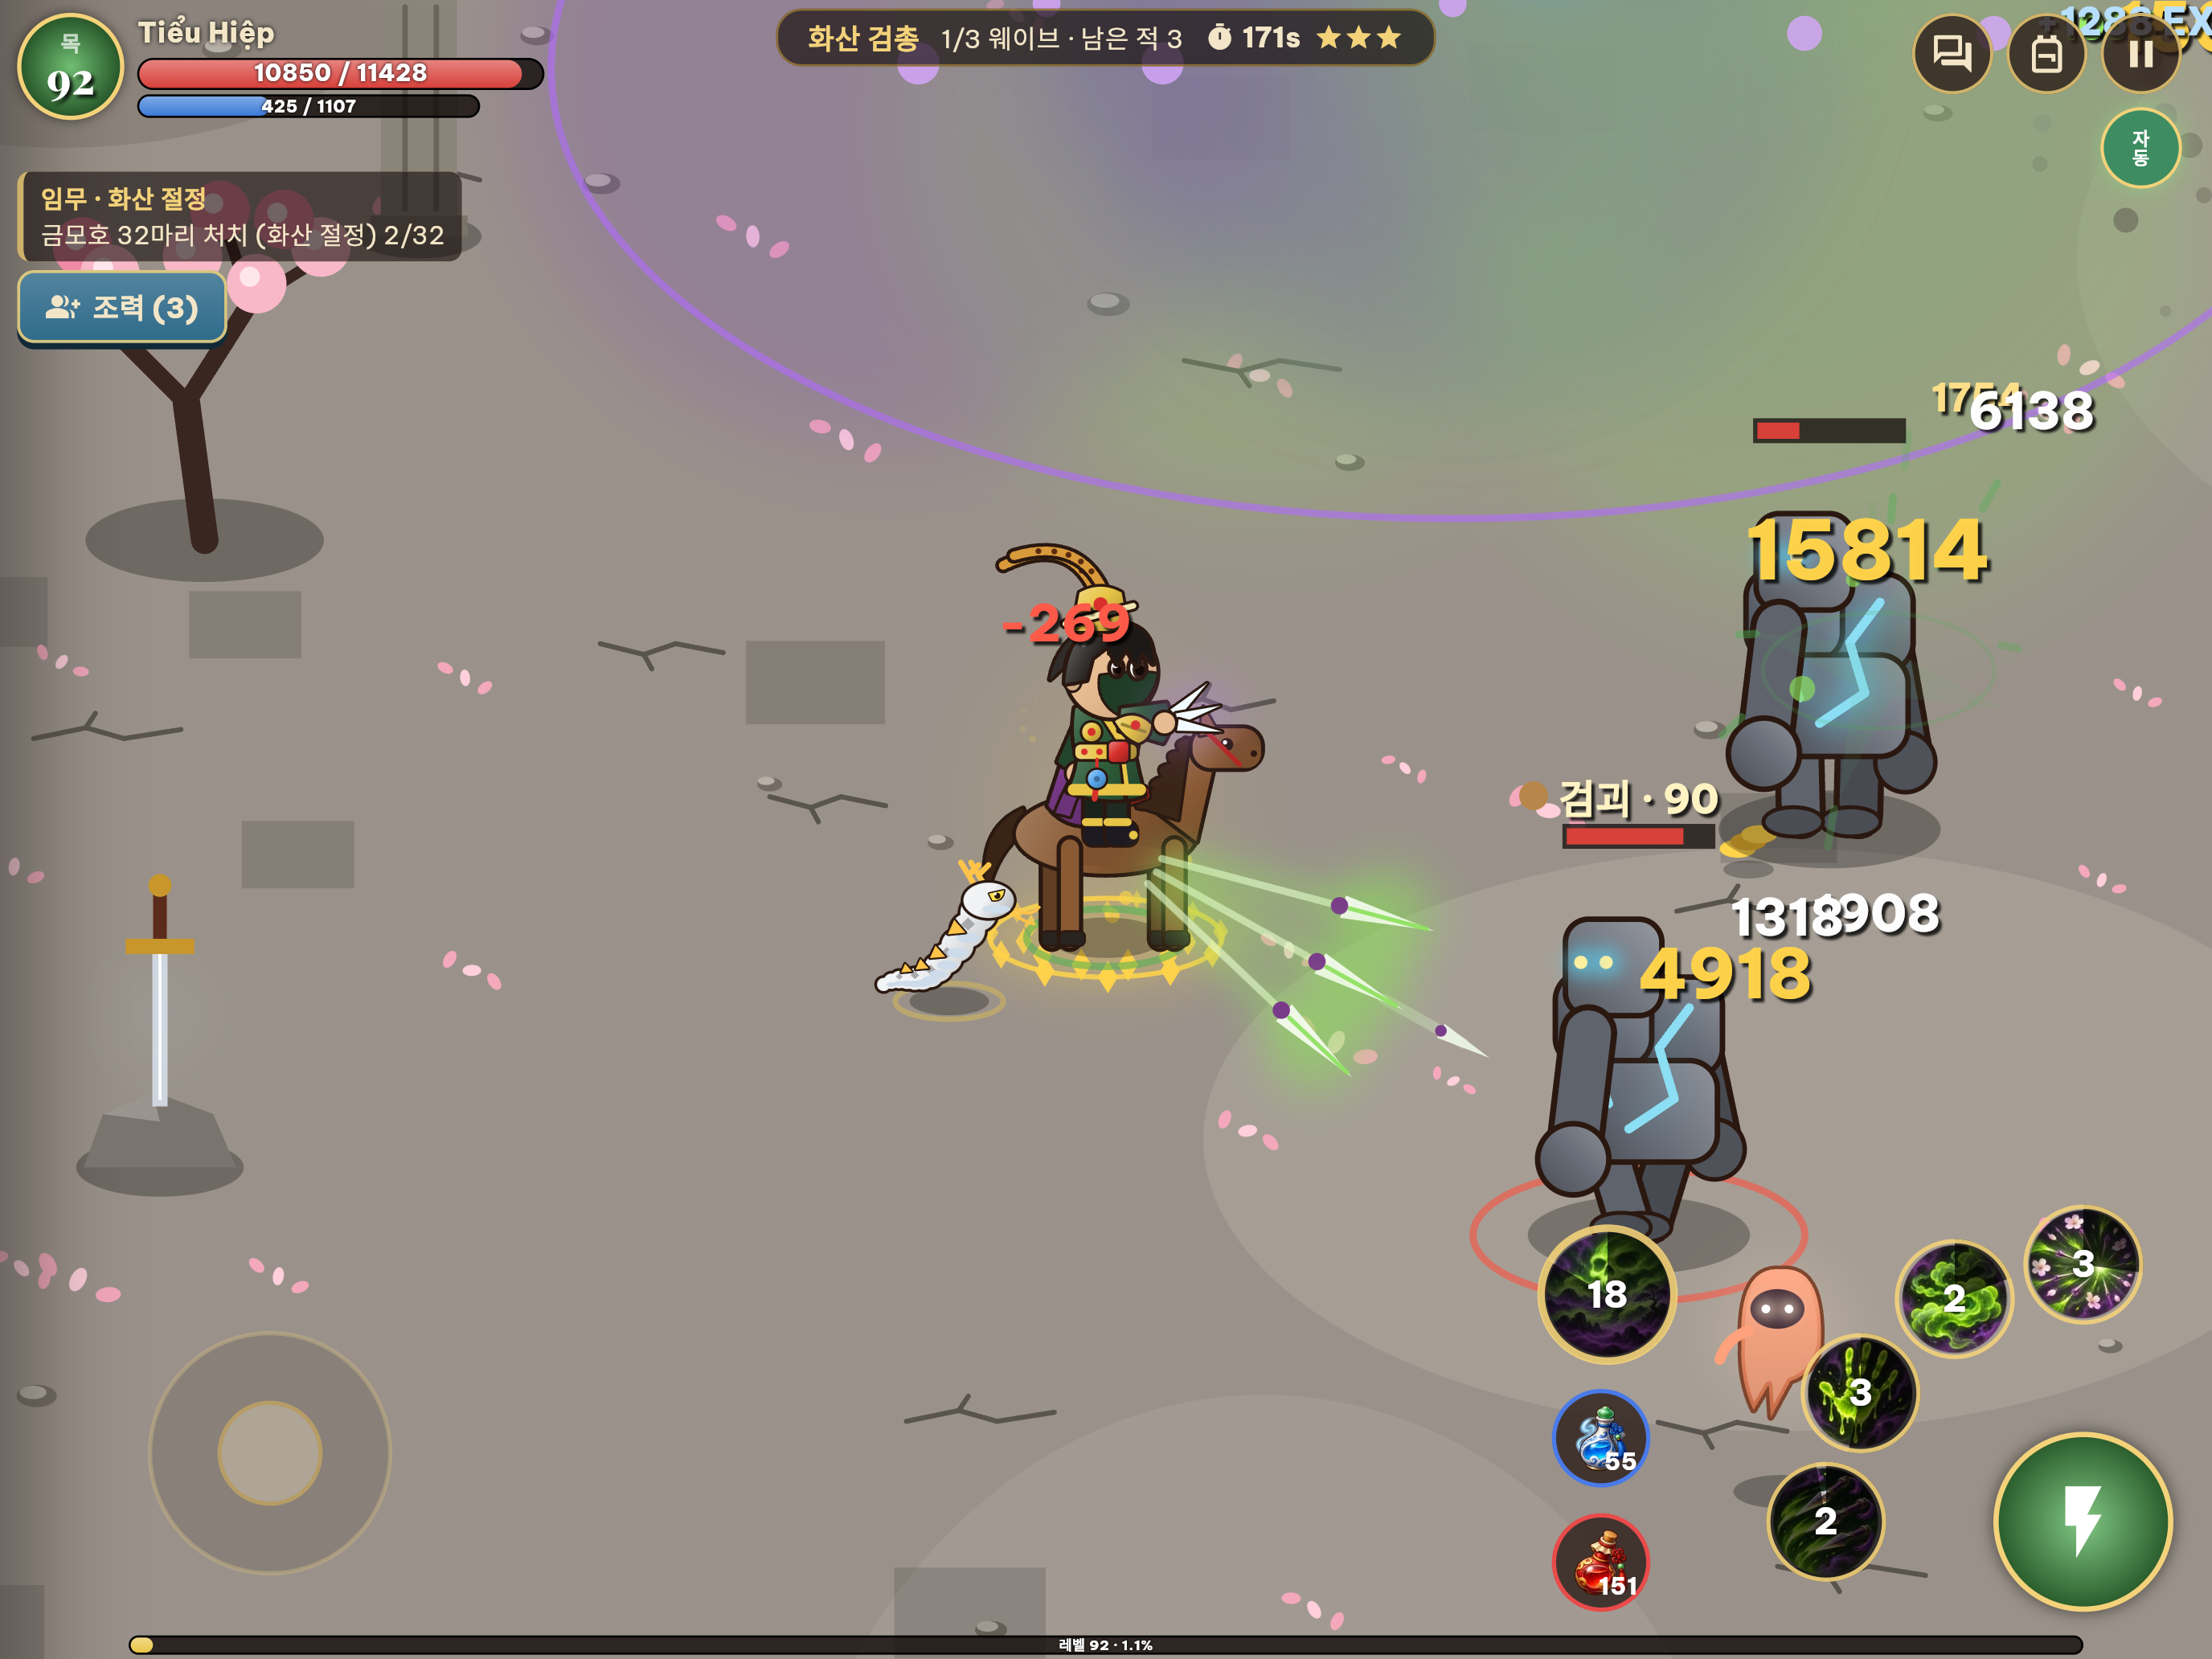 목
92
Tiểu Hiệp
10850 / 11428
425 / 1107
화산 검총 1/3 웨이브 · 남은 적 3 171s
자동
임무 · 화산 절정
금모호 32마리 처치 (화산 절정) 2/32
조력 (3)
6138
15814
-269
검괴 · 90
1318
908
4918
18
2
3
3
2
55
151
레벨 92 · 1.1%